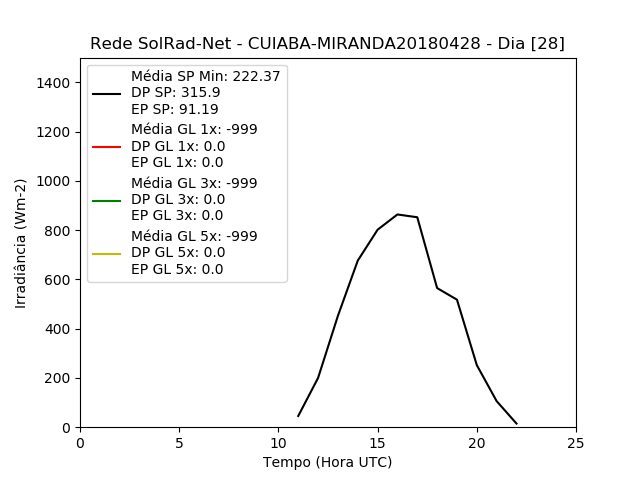 Rede SolRad-Net - CUIABA-MIRANDA20180428 - Dia [28]
Média SP Min: 222.37
DP SP: 315.9
EP SP: 91.19
Média GL 1x: -999
DP GL 1x: 0.0
EP GL 1x: 0.0
Média GL 3x: -999
DP GL 3x: 0.0
EP GL 3x: 0.0
Média GL 5x: -999
DP GL 5x: 0.0
EP GL 5x: 0.0
Irradiância (Wm-2)
1400
1200
1000
800
600
400
200
0
0 5 10 15 20 25
Tempo (Hora UTC)